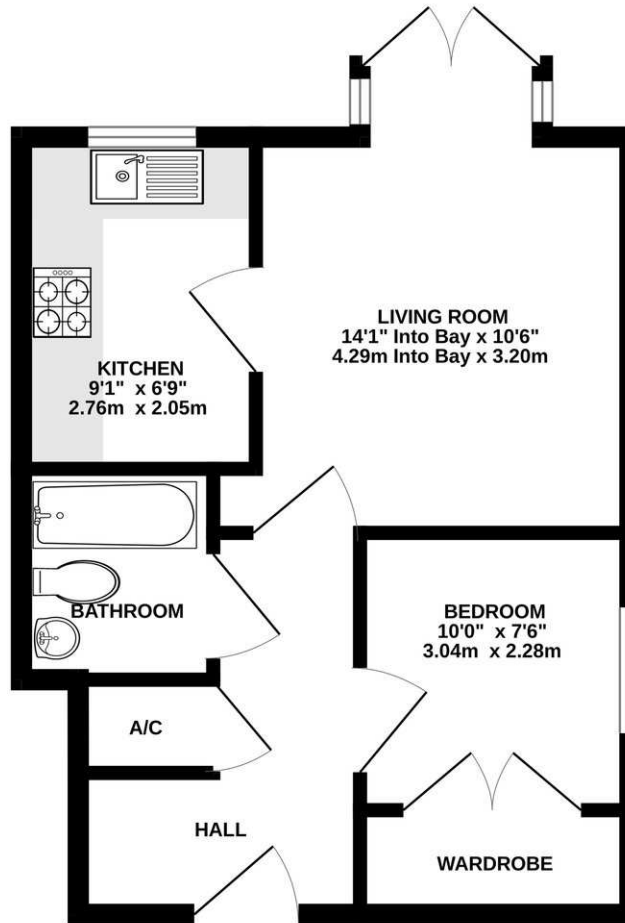 LIVING ROOM
14'1" Into Bay x 10'6"
4.29m Into Bay x 3.20m
KITCHEN
9'1" x 6'9"
2.76m x 2.05m
BATHROOM
BEDROOM
10'0" x 7'6"
3.04m x 2.28m
A/C
HALL
WARDROBE